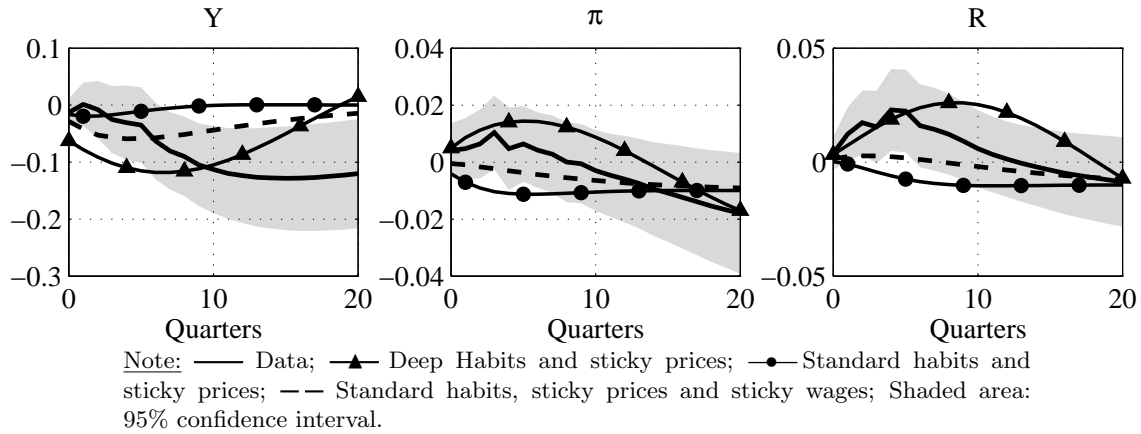 Y
π
R
0.1
0
−0.1
−0.2
−0.3
0.04
0.02
0
−0.02
−0.04
0.05
0
−0.05
0 10 20
0 10 20
0 10 20
Quarters
Quarters
Quarters
Note: Data; Deep Habits and sticky prices; Standard habits and
sticky prices; Standard habits, sticky prices and sticky wages; Shaded area:
95% confidence interval.